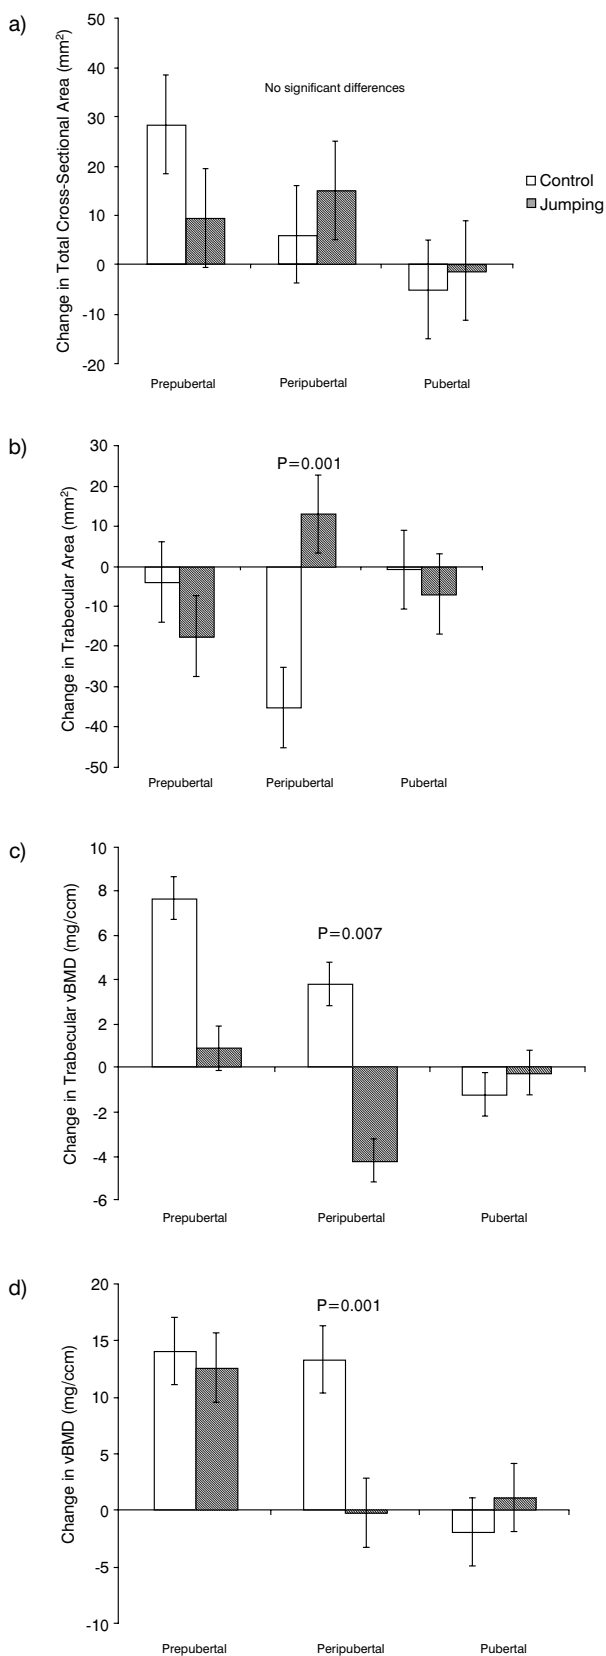 a)
Change in Total Cross-Sectional Area (mm²)
50
40
30
20
10
0
-10
-20
No significant differences
Control
Jumping
Prepubertal Peripubertal Pubertal
b)
Change in Trabecular Area (mm²)
30
20
10
0
-10
-20
-30
-40
-50
P=0.001
Prepubertal Peripubertal Pubertal
c)
Change in Trabecular vBMD (mg/ccm)
10
8
6
4
2
0
-2
-4
-6
P=0.007
Prepubertal Peripubertal Pubertal
d)
Change in vBMD (mg/ccm)
20
15
10
5
0
-5
-10
P=0.001
Prepubertal Peripubertal Pubertal